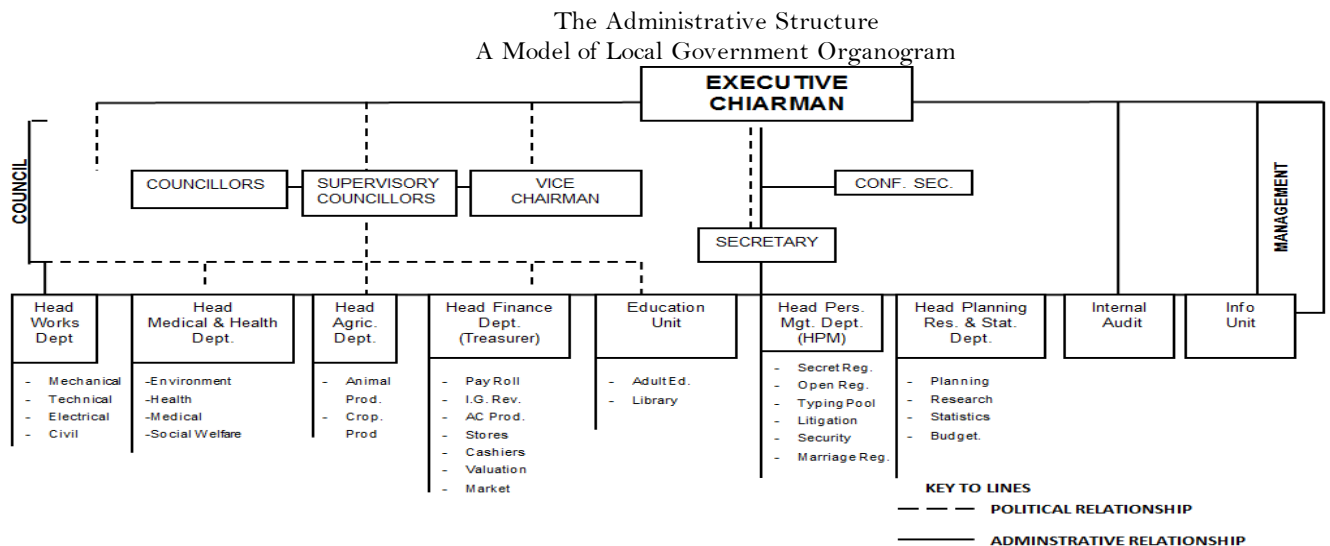 The Administrative Structure
A Model of Local Government Organogram
EXECUTIVE
CHIARMAN
COUNCIL
COUNCILLORS
SUPERVISORY
COUNCILLORS
VICE
CHAIRMAN
CONF. SEC.
SECRETARY
MANAGEMENT
Head
Works
Dept
- Mechanical
- Technical
- Electrical
- Civil
Head
Medical & Health
Dept.
-Environment
-Health
-Medical
-Social Welfare
Head
Agric.
Dept.
- Animal
Prod.
- Crop.
Prod
Head Finance
Dept.
(Treasurer)
- Pay Roll
- I.G. Rev.
- AC Prod.
- Stores
- Cashiers
- Valuation
- Market
Education
Unit
- Adult Ed.
- Library
Head Pers.
Mgt. Dept.
(HPM)
- Secret Reg.
- Open Reg.
- Typing Pool
- Litigation
- Security
- Marriage Reg.
Head Planning
Res. & Stat.
Dept.
- Planning
- Research
- Statistics
- Budget.
Internal
Audit
Info
Unit
KEY TO LINES
POLITICAL RELATIONSHIP
ADMINSTRATIVE RELATIONSHIP